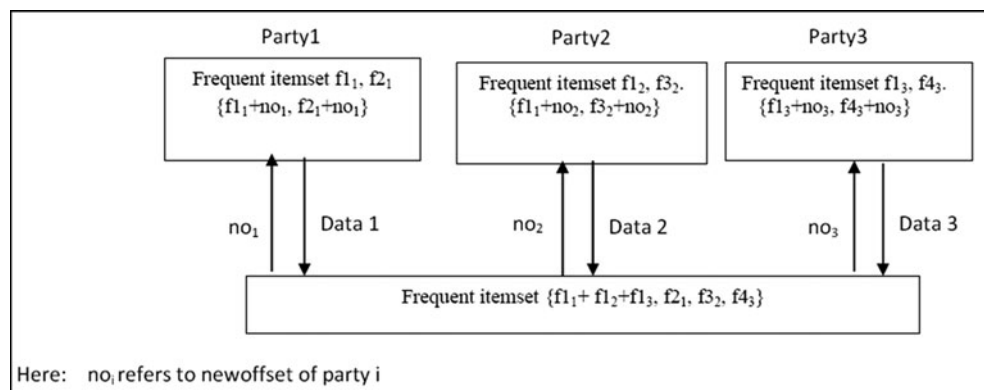 Party1
Party2
Party3
Frequent itemset f1₁, f2₁
{f1₁+no₁, f2₁+no₁}
Frequent itemset f1₂, f3₂.
{f1₁+no₂, f3₂+no₂}
Frequent itemset f1₃, f4₃.
{f1₃+no₃, f4₃+no₃}
no₁
Data 1
no₂
Data 2
no₃
Data 3
Frequent itemset {f1₁+ f1₂+f1₃, f2₁, f3₂, f4₃}
Here: noᵢ refers to newoffset of party i